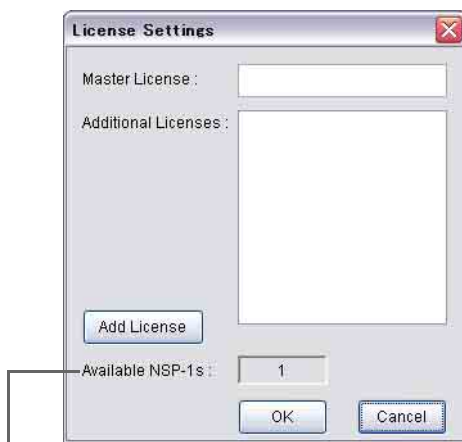 License Settings
Master License :
Additional Licenses :
Add License
Available NSP-1s :
1
OK
Cancel